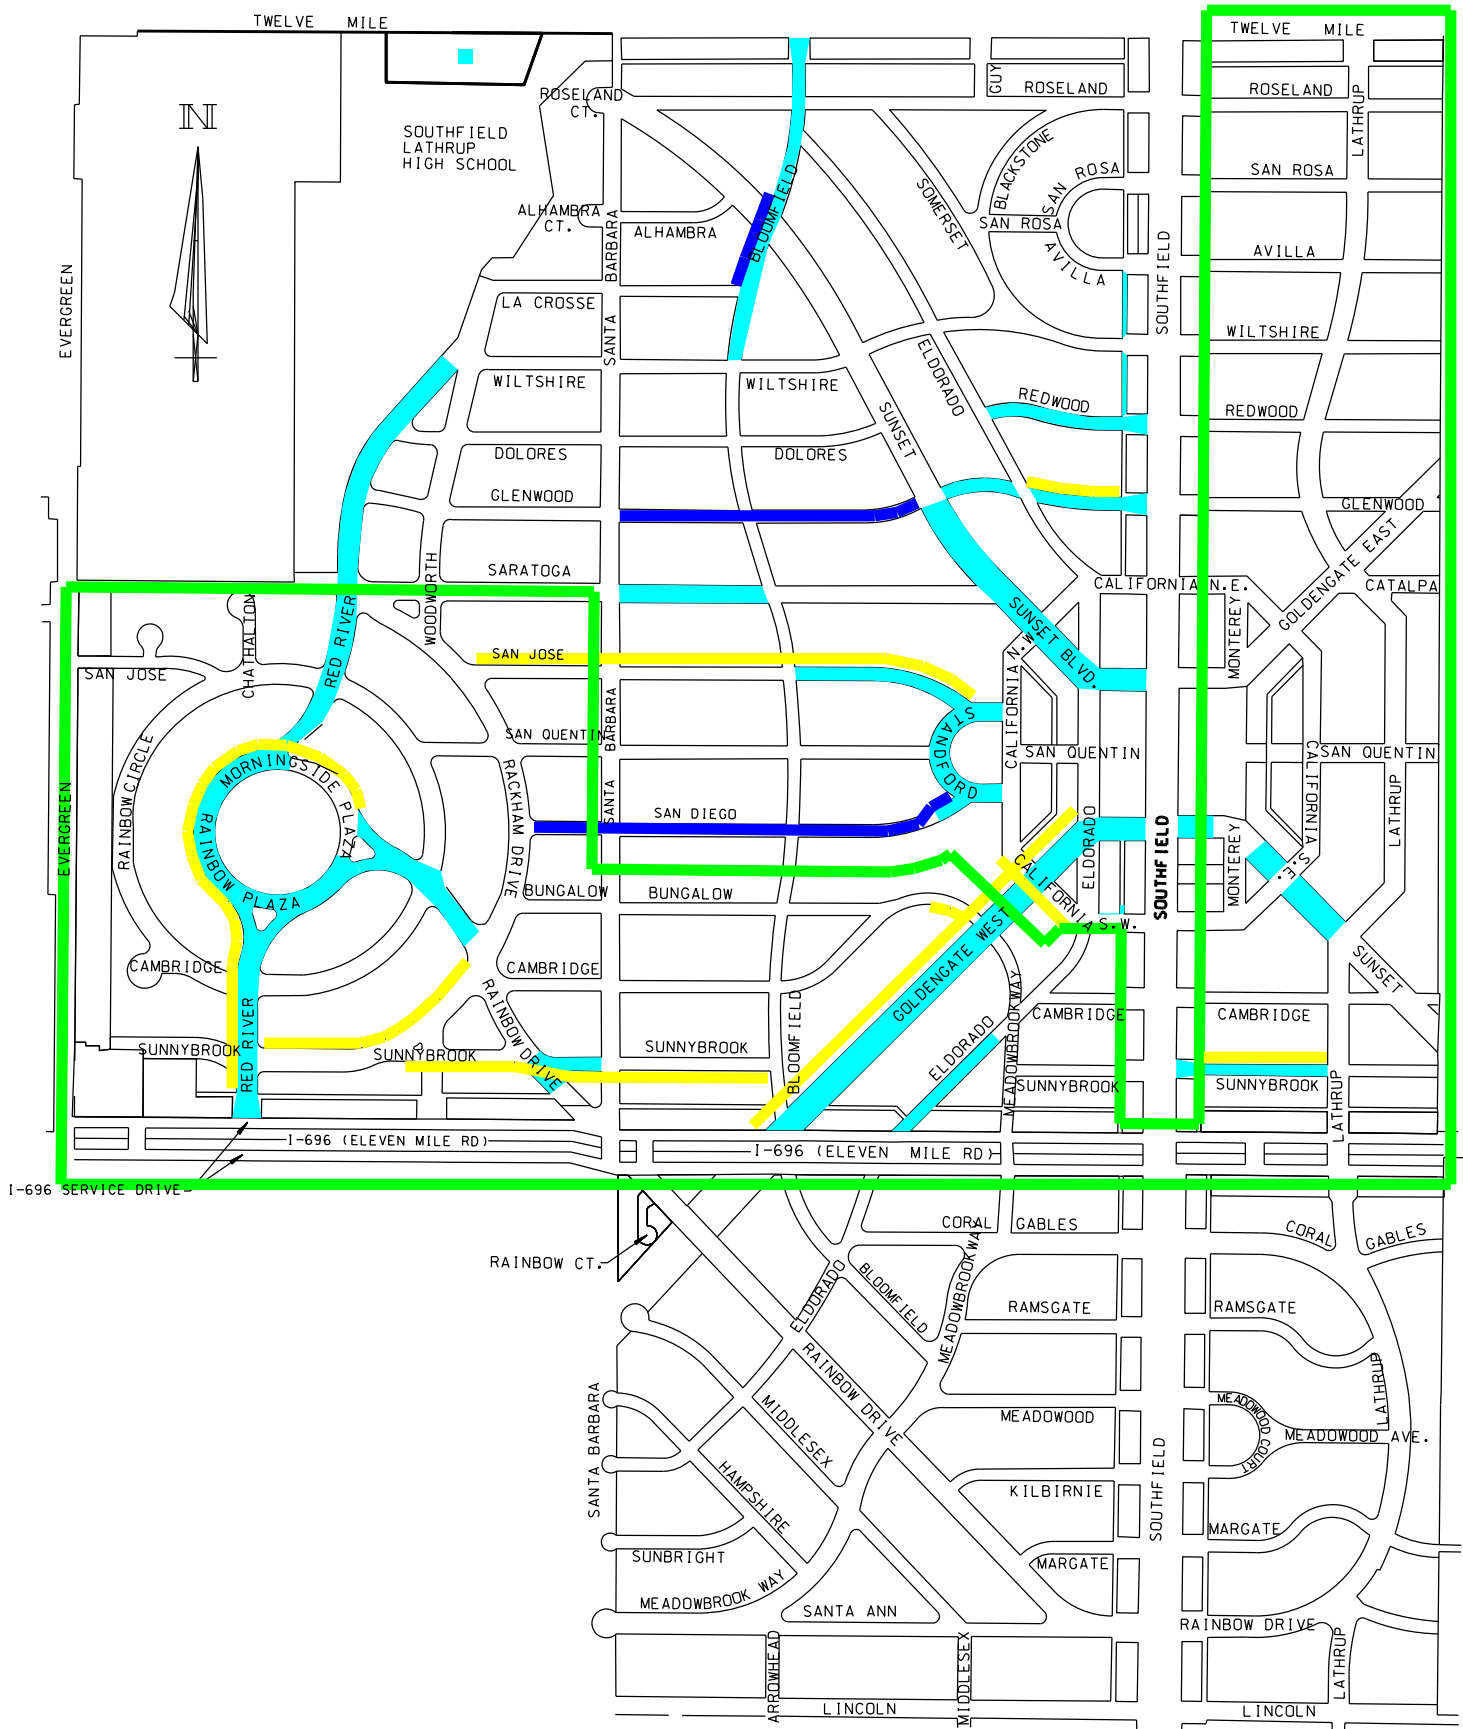 TWELVE MILE
TWELVE MILE
N
ROSELAND
CT.
GUY
ROSELAND
ROSELAND
LATHRUP
SOUTHFIELD
LATHRUP
HIGH SCHOOL
BLACKSTONE
SAN ROSA
SAN ROSA
SAN ROSA
SOMERSET
ALHAMBRA
CT.
ALHAMBRA
BLOOMFIELD
AVILLA
AVILLA
EVERGREEN
SANTA BARBARA
SOUTHFIELD
LA CROSSE
WILTSHIRE
WILTSHIRE
WILTSHIRE
ELDORADO
REDWOOD
REDWOOD
SUNSET
DOLORES
DOLORES
GLENWOOD
GLENWOOD
GOLDENGATE EAST
SARATOGA
WOODWORTH
CALIFORNIA N.E.
CATALPA
CHATHALTON
RED RIVER
SUNSET BLVD.
MONTEREY
SAN JOSE
SAN JOSE
CALIFORNIA N.W.
STANDFORD
SAN QUENTIN
SAN QUENTIN
SAN QUENTIN
SANTA BARBARA
RAINBOW CIRCLE
MORNINGSIDE PLAZA
RAINBOW PLAZA
RACKHAM DRIVE
SAN DIEGO
ELDORADO
CALIFORNIA S.E.
LATHRUP
EVERGREEN
SOUTHFIELD
MONTEREY
BUNGALOW
BUNGALOW
CALIFORNIA S.W.
GOLDENGATE WEST
CAMBRIDGE
CAMBRIDGE
RAINBOW DRIVE
SUNSET
MEADOWBROOKWAY
CAMBRIDGE
CAMBRIDGE
BLOOMFIELD
ELDORADO
RED RIVER
SUNNYBROOK
SUNNYBROOK
SUNNYBROOK
SUNNYBROOK
SUNNYBROOK
LATHRUP
I-696 (ELEVEN MILE RD)
I-696 (ELEVEN MILE RD)
I-696 SERVICE DRIVE
CORAL GABLES
CORAL GABLES
RAINBOW CT.
ELDORADO
BLOOMFIELD
MEADOWBROOKWAY
RAMSGATE
RAMSGATE
RAINBOW DRIVE
LATHRUP
SANTA BARBARA
MIDDLESEX
MEADOWOOD
MEADOWOOD COURT
MEADOWOOD AVE.
HAMPSHIRE
KILBIRNIE
SOUTHFIELD
MARGATE
SUNBRIGHT
MARGATE
MEADOWBROOK WAY
SANTA ANN
RAINBOW DRIVE
ARROWHEAD
MIDDLESEX
LATHRUP
LINCOLN
LINCOLN